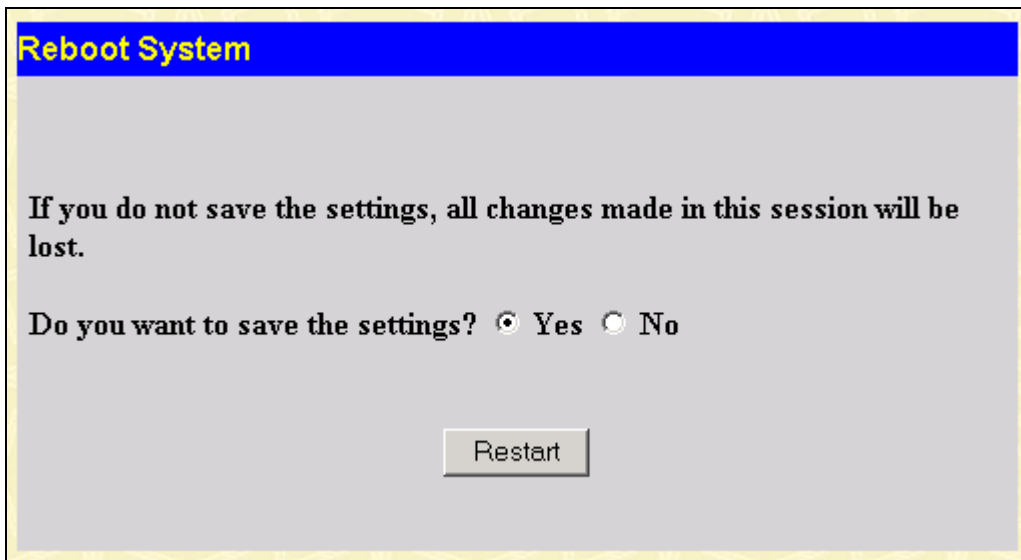 Reboot System
If you do not save the settings, all changes made in this session will be
lost.
Do you want to save the settings? Yes No
Restart